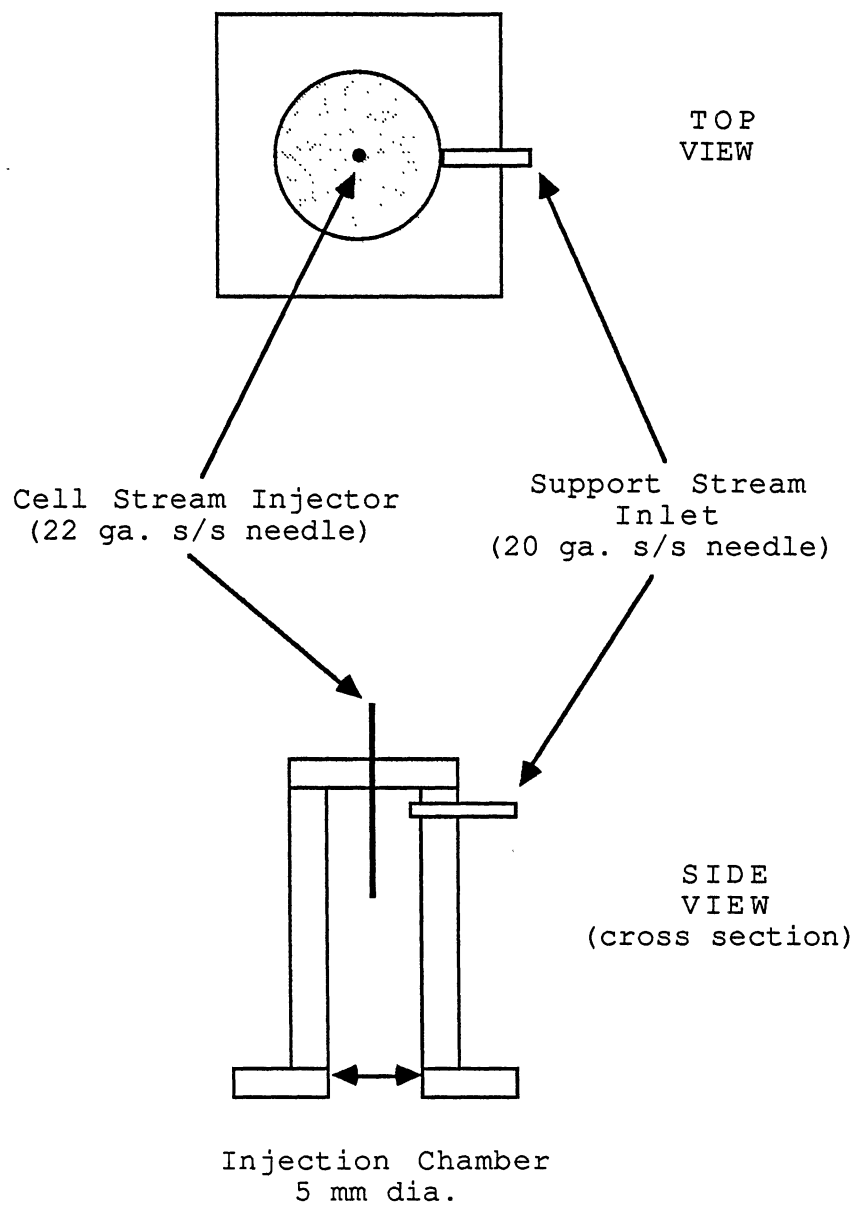 TOP
VIEW
Cell Stream Injector
(22 ga. s/s needle)
Support Stream
Inlet
(20 ga. s/s needle)
SIDE
VIEW
(cross section)
Injection Chamber
5 mm dia.